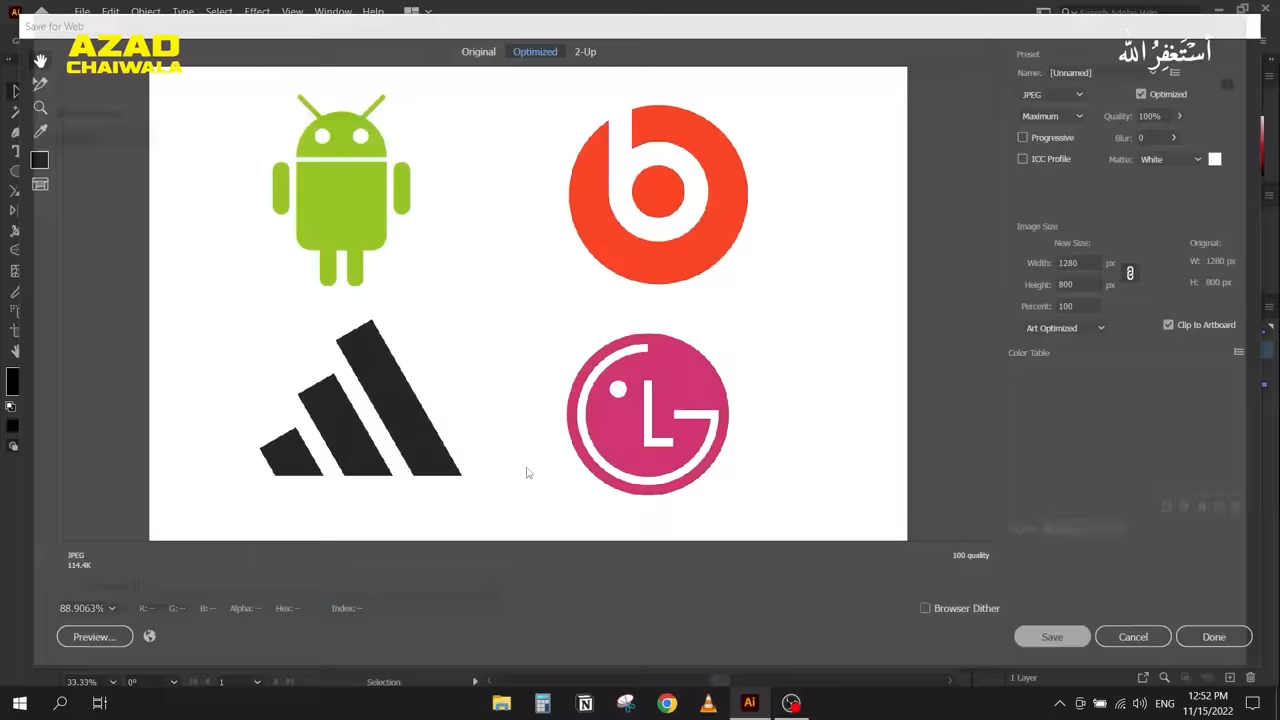 File Edit Object Type Select Effect View Window Help
Search Adobe Help
Save for Web
AZAD
CHAIWALA
أَسْتَغْفِرُ اللّٰه
Original Optimized 2-Up
Preset
Name: [Unnamed]
JPEG Optimized
Maximum Quality: 100%
Progressive Blur: 0
ICC Profile Matte: White
Image Size
New Size: Original:
Width: 1280 px W: 1280 px
Height: 800 px H: 800 px
Percent: 100
Art Optimized Clip to Artboard
Color Table
b
L G
JPEG
114.4K
100 quality
88.9063% R: -- G: -- B: -- Alpha: -- Hex: -- Index: --
Browser Dither
Preview... Save Cancel Done
33.33% 0° 1 Selection 1 Layer
Ai
ENG
12:52 PM
11/15/2022